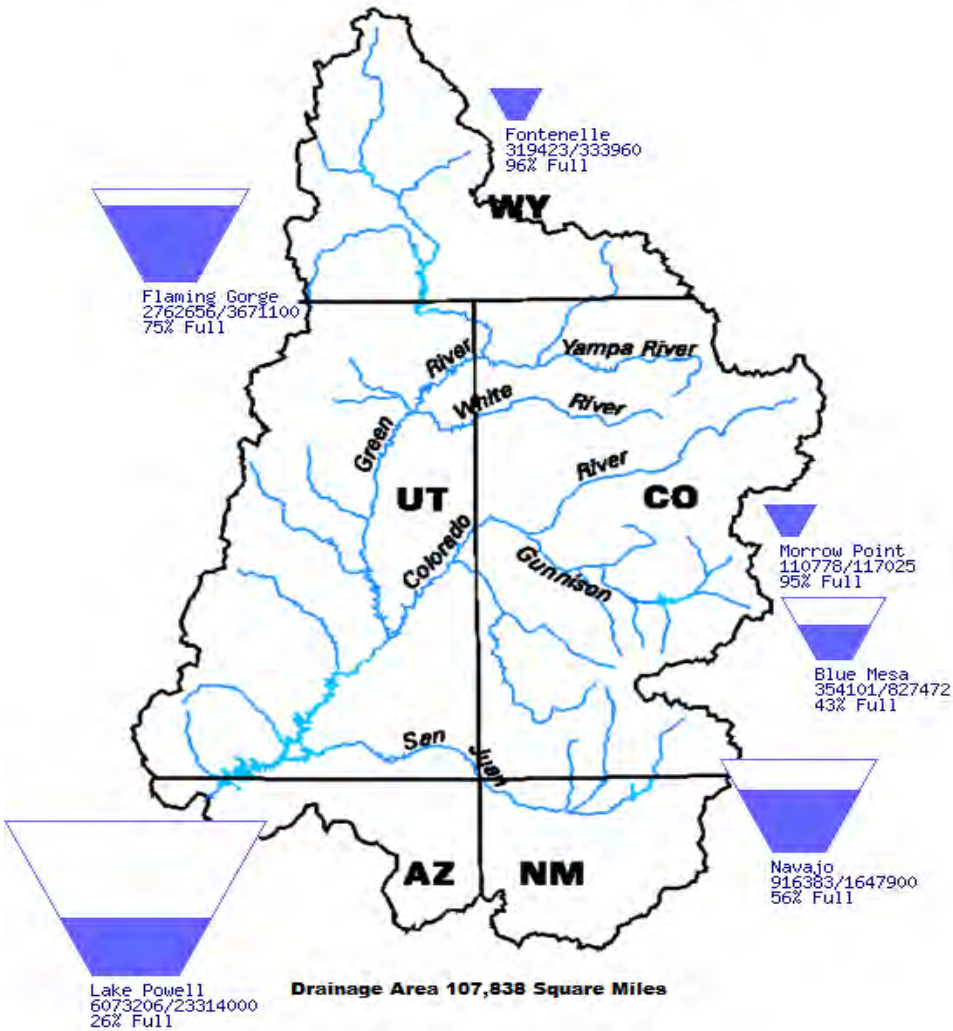 Fontenelle
319423/333960
96% Full
WY
Flaming Gorge
2762656/3671100
75% Full
River
Yampa River
White
River
Green
River
UT
CO
Colorado
Gunnison
Morrow Point
110778/117025
95% Full
Blue Mesa
354101/827472
43% Full
San
Juan
AZ
NM
Navajo
916383/1647900
56% Full
Lake Powell
6073206/23314000
26% Full
Drainage Area 107,838 Square Miles